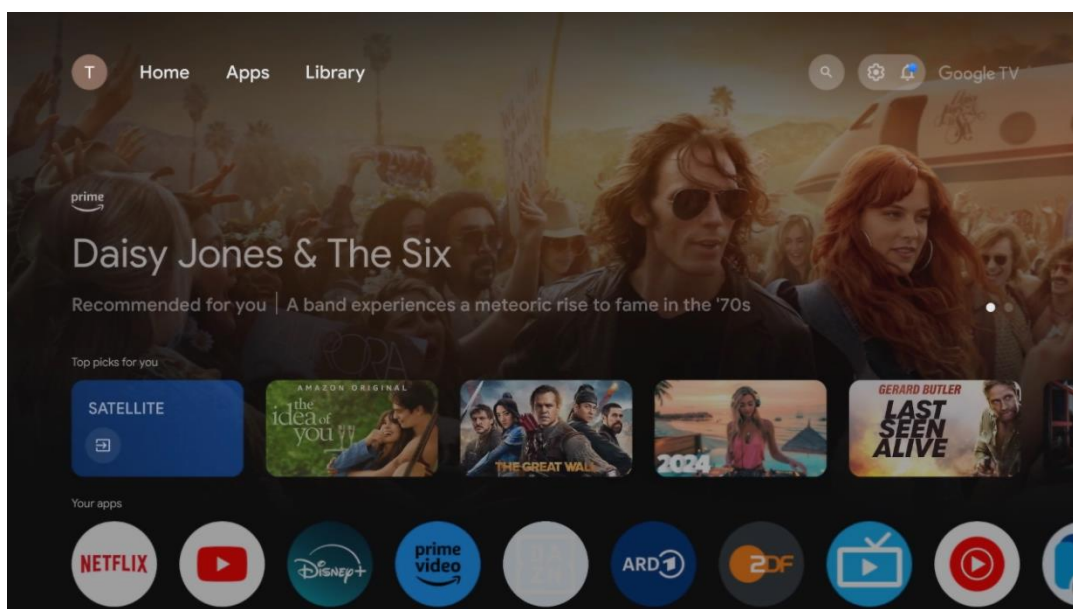 T Home Apps Library Google TV
prime
Daisy Jones & The Six
Recommended for you | A band experiences a meteoric rise to fame in the '70s
Top picks for you
SATELLITE
AMAZON ORIGINAL
the
idea of
you
THE GREAT WALL
2024
GERARD BUTLER
LAST
SEEN
ALIVE
Your apps
NETFLIX
Disney+
prime
video
ARD 1
ZDF